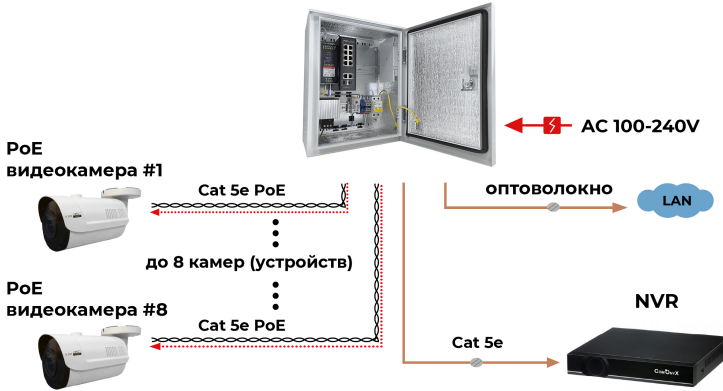 AC 100-240V
PoE
видеокамера #1
Cat 5e PoE
оптоволокно
LAN
до 8 камер (устройств)
PoE
видеокамера #8
Cat 5e PoE
NVR
Cat 5e